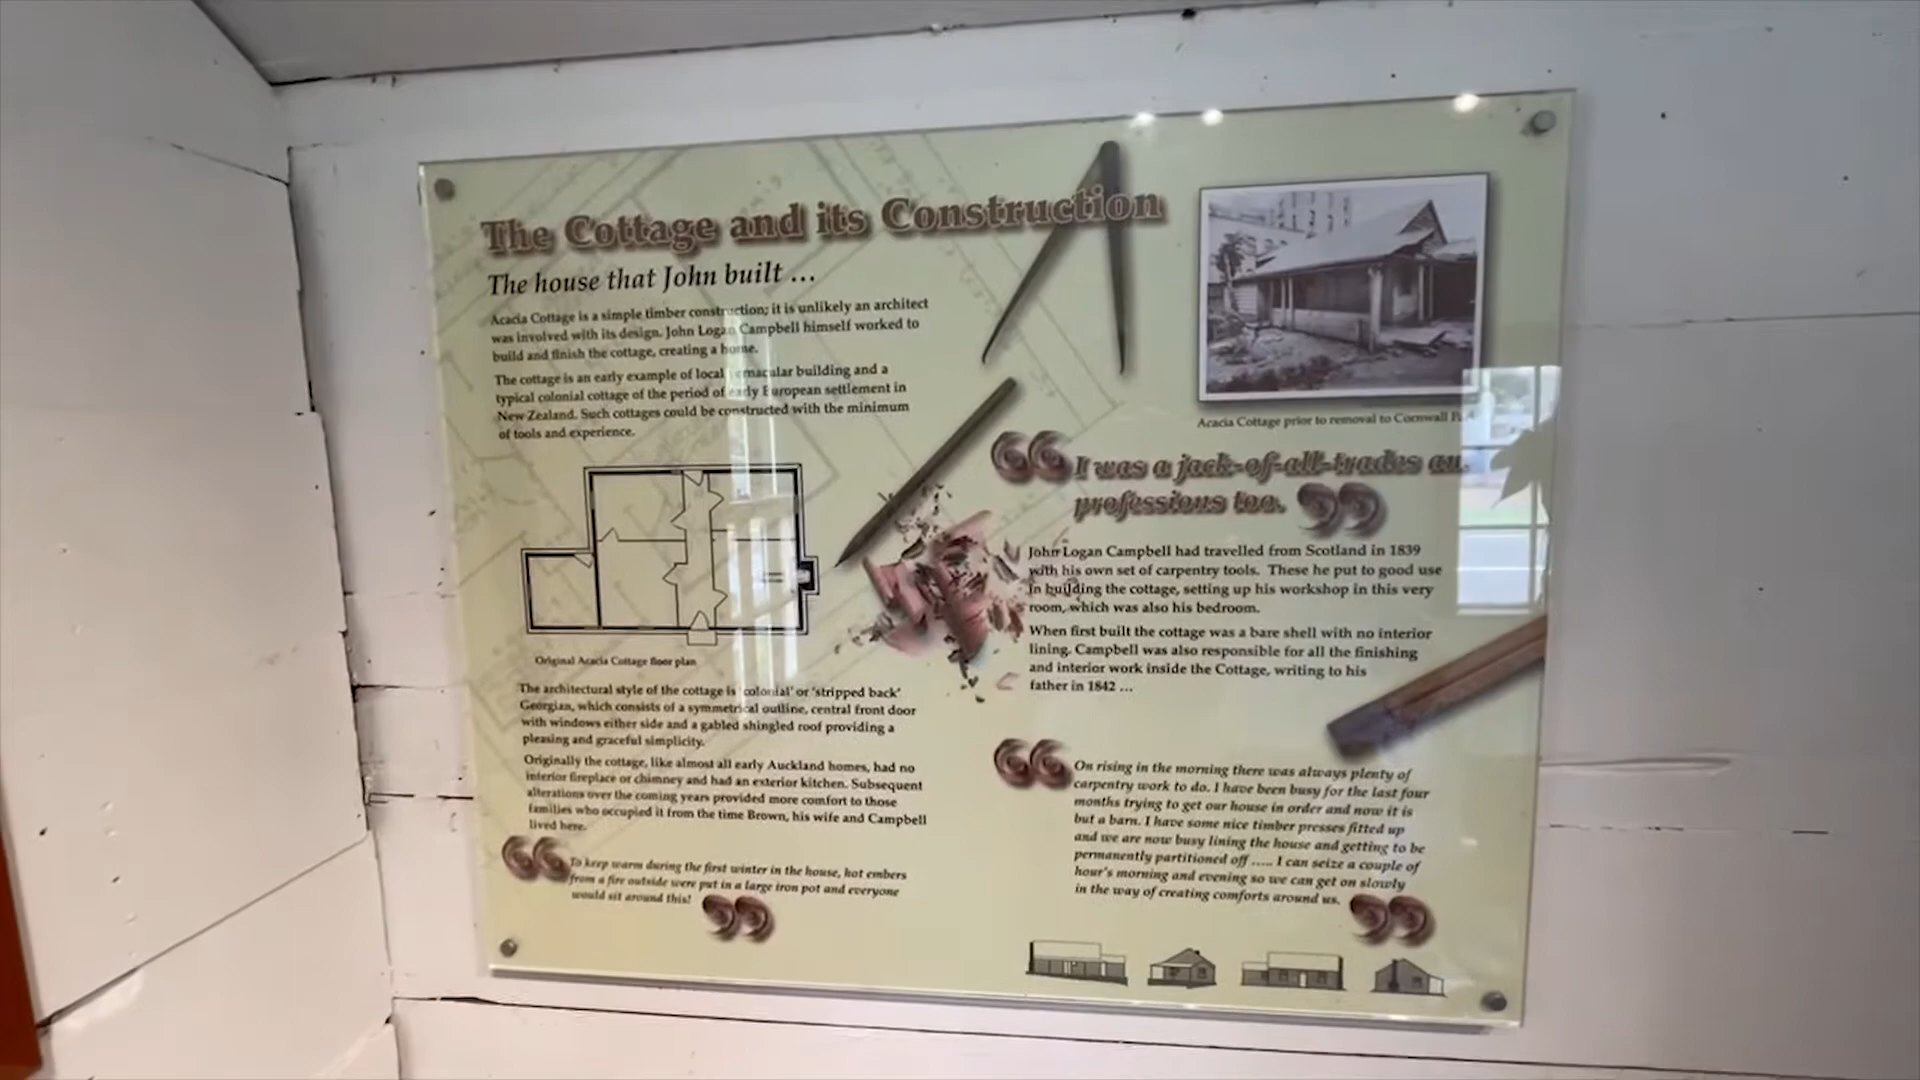 The Cottage and its Construction
The house that John built ...
Acacia Cottage is a simple timber construction; it is unlikely an architect
was involved with its design. John Logan Campbell himself worked to
build and finish the cottage, creating a home.
The cottage is an early example of local vernacular building and a
typical colonial cottage of the period of early European settlement in
New Zealand. Such cottages could be constructed with the minimum
of tools and experience.
Original Acacia Cottage floor plan
The architectural style of the cottage is 'colonial' or 'stripped back'
Georgian, which consists of a symmetrical outline, central front door
with windows either side and a gabled shingled roof providing a
pleasing and graceful simplicity.
Originally the cottage, like almost all early Auckland homes, had no
interior fireplace or chimney and had an exterior kitchen. Subsequent
alterations over the coming years provided more comfort to those
families who occupied it from the time Brown, his wife and Campbell
lived here.
“ To keep warm during the first winter in the house, hot embers
from a fire outside were put in a large iron pot and everyone
would sit around this! ”
Acacia Cottage prior to removal to Cornwall
“ I was a jack-of-all-trades
professions too. ”
John Logan Campbell had travelled from Scotland in 1839
with his own set of carpentry tools. These he put to good use
in building the cottage, setting up his workshop in this very
room, which was also his bedroom.
When first built the cottage was a bare shell with no interior
lining. Campbell was also responsible for all the finishing
and interior work inside the Cottage, writing to his
father in 1842 ...
“ On rising in the morning there was always plenty of
carpentry work to do. I have been busy for the last four
months trying to get our house in order and now it is
but a barn. I have some nice timber presses fitted up
and we are now busy lining the house and getting to be
permanently partitioned off ..... I can seize a couple of
hour's morning and evening so we can get on slowly
in the way of creating comforts around us. ”